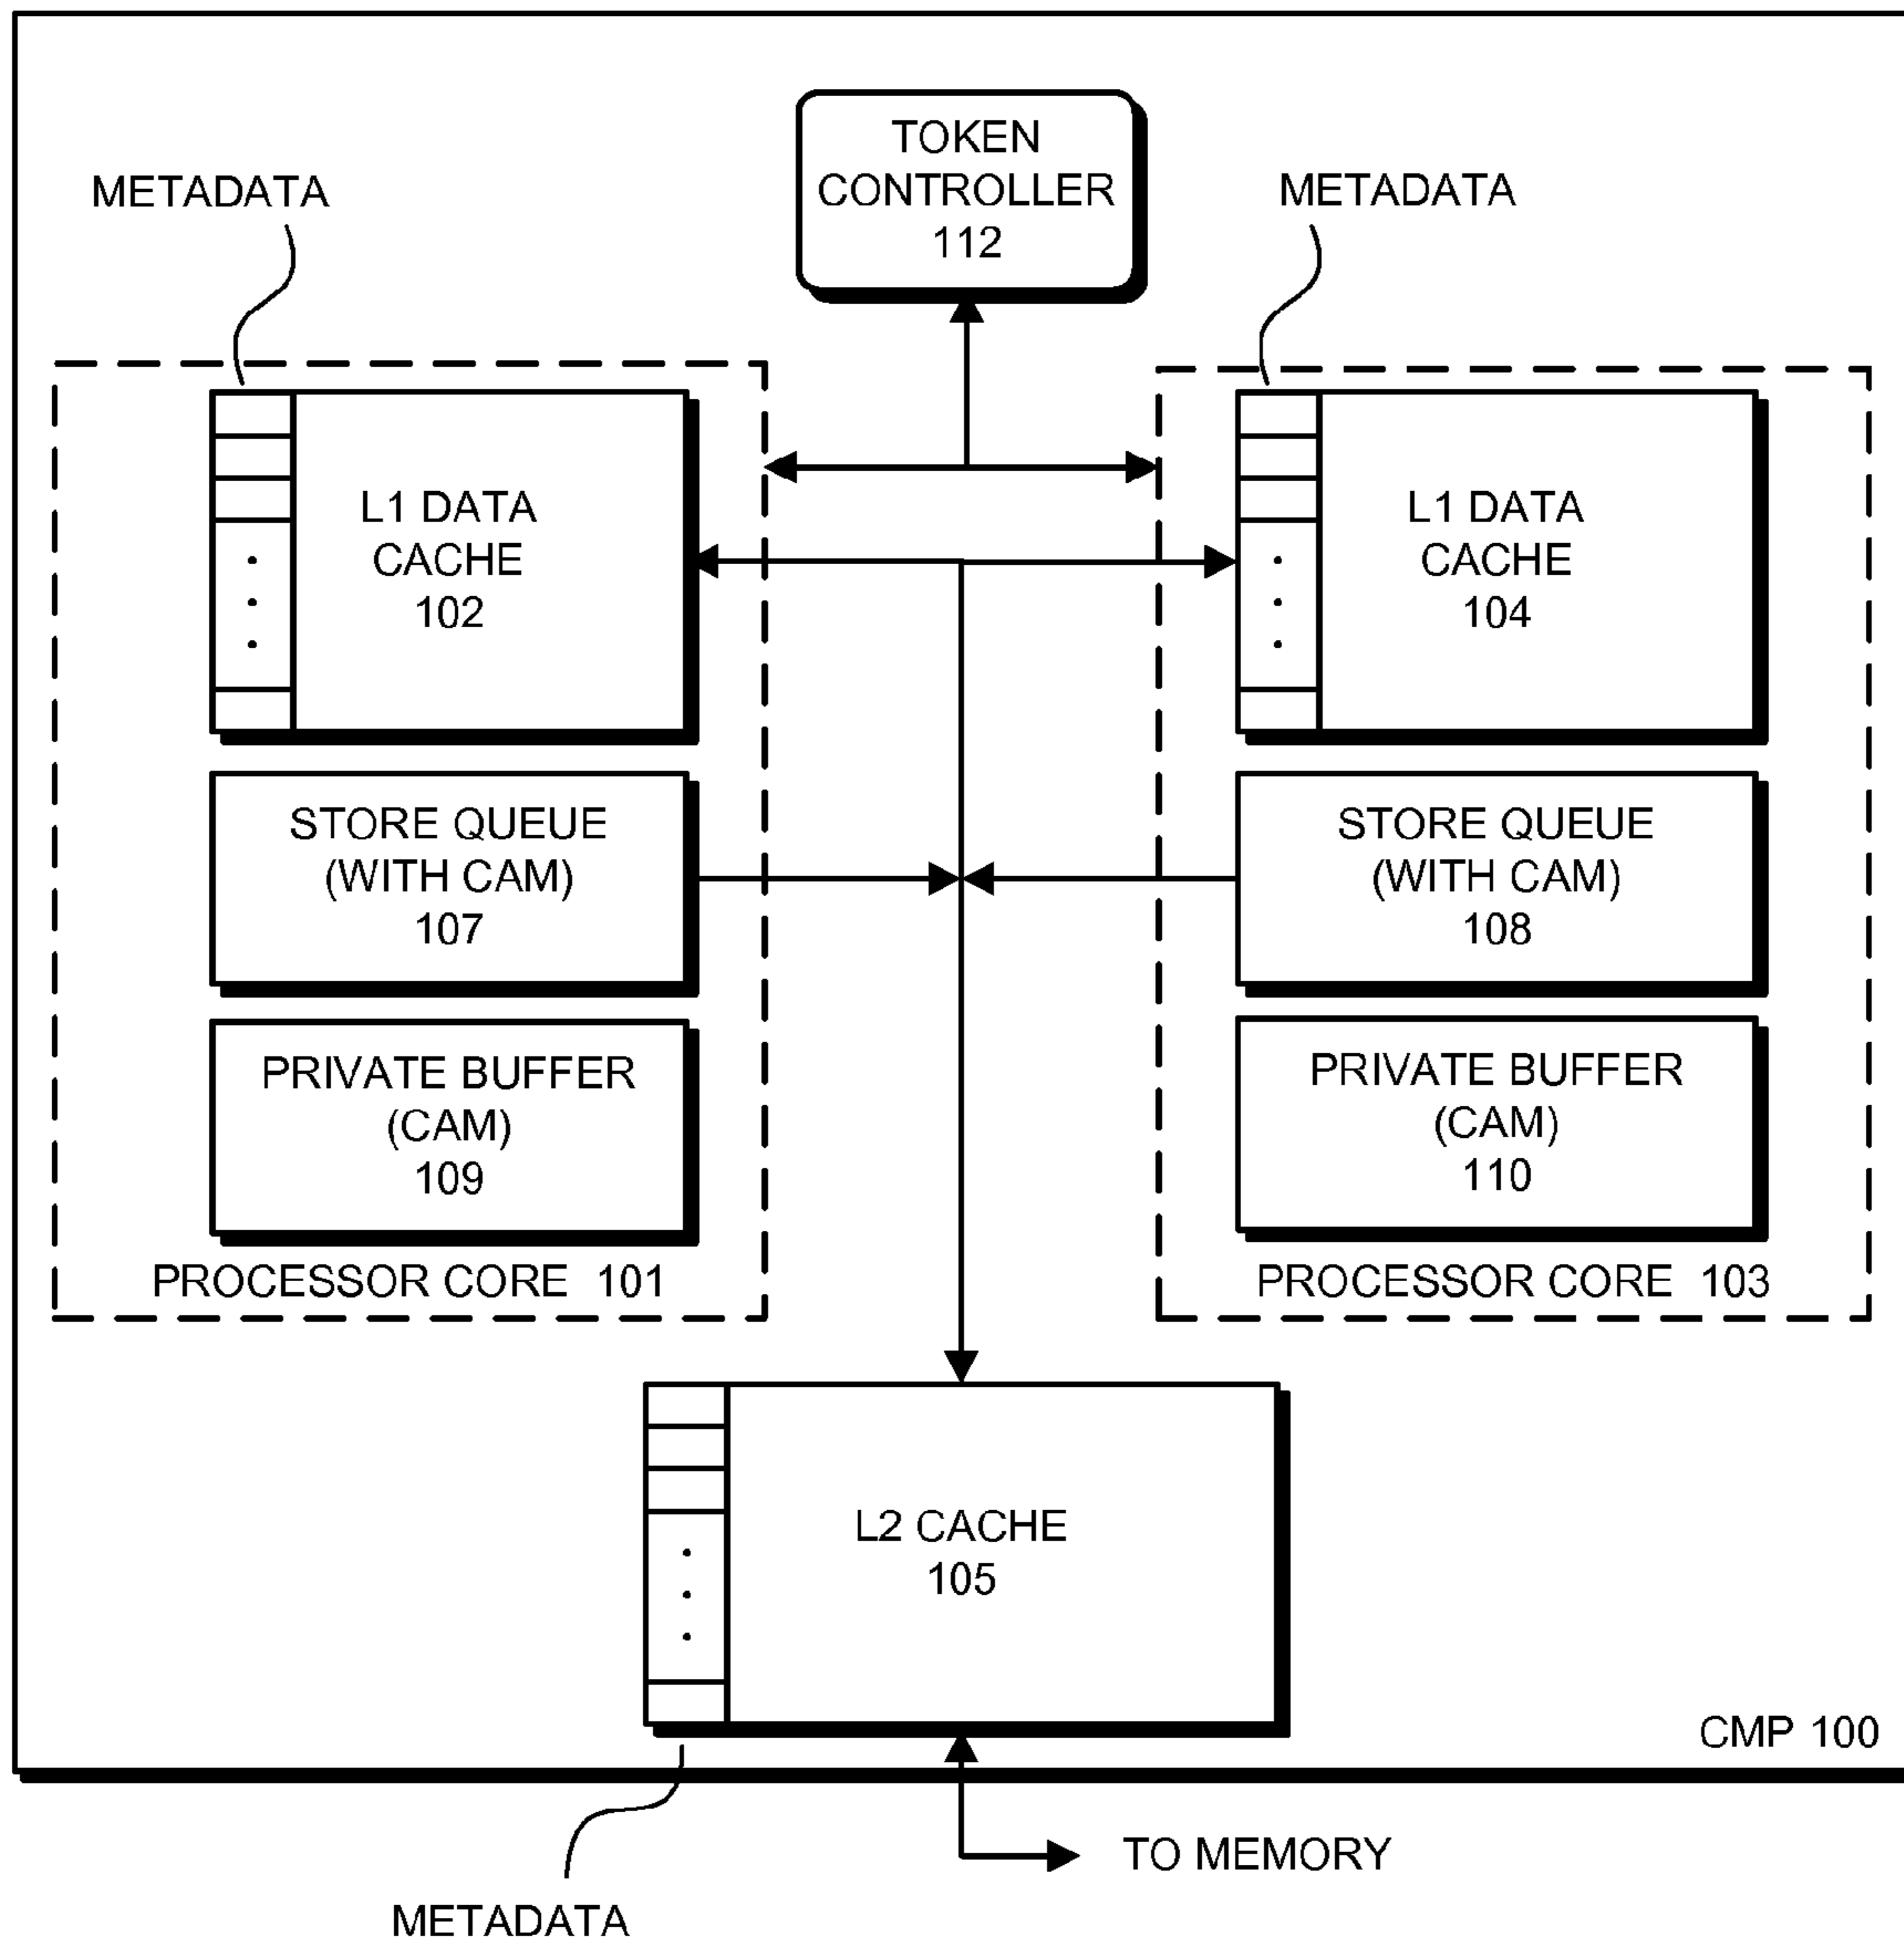 TOKEN
CONTROLLER
112
METADATA
METADATA
L1 DATA
CACHE
102
L1 DATA
CACHE
104
STORE QUEUE
(WITH CAM)
107
STORE QUEUE
(WITH CAM)
108
PRIVATE BUFFER
(CAM)
109
PRIVATE BUFFER
(CAM)
110
PROCESSOR CORE 101
PROCESSOR CORE 103
L2 CACHE
105
CMP 100
TO MEMORY
METADATA